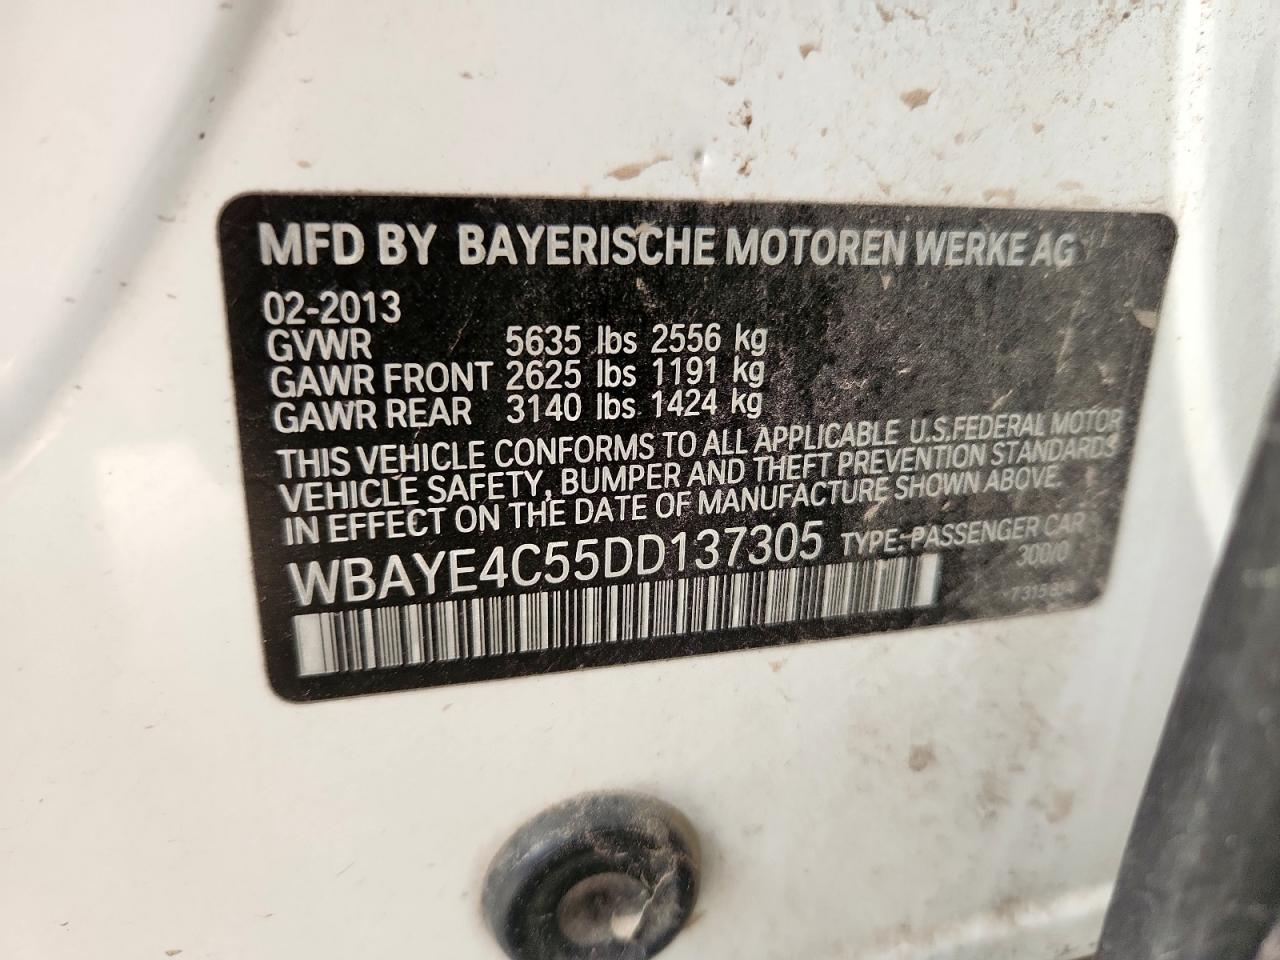 MFD BY BAYERISCHE MOTOREN WERKE AG
02-2013
GVWR 5635 lbs 2556 kg
GAWR FRONT 2625 lbs 1191 kg
GAWR REAR 3140 lbs 1424 kg
THIS VEHICLE CONFORMS TO ALL APPLICABLE U.S.FEDERAL MOTOR
VEHICLE SAFETY, BUMPER AND THEFT PREVENTION STANDARDS
IN EFFECT ON THE DATE OF MANUFACTURE SHOWN ABOVE.
WBAYE4C55DD137305 TYPE: PASSENGER CAR
300/0